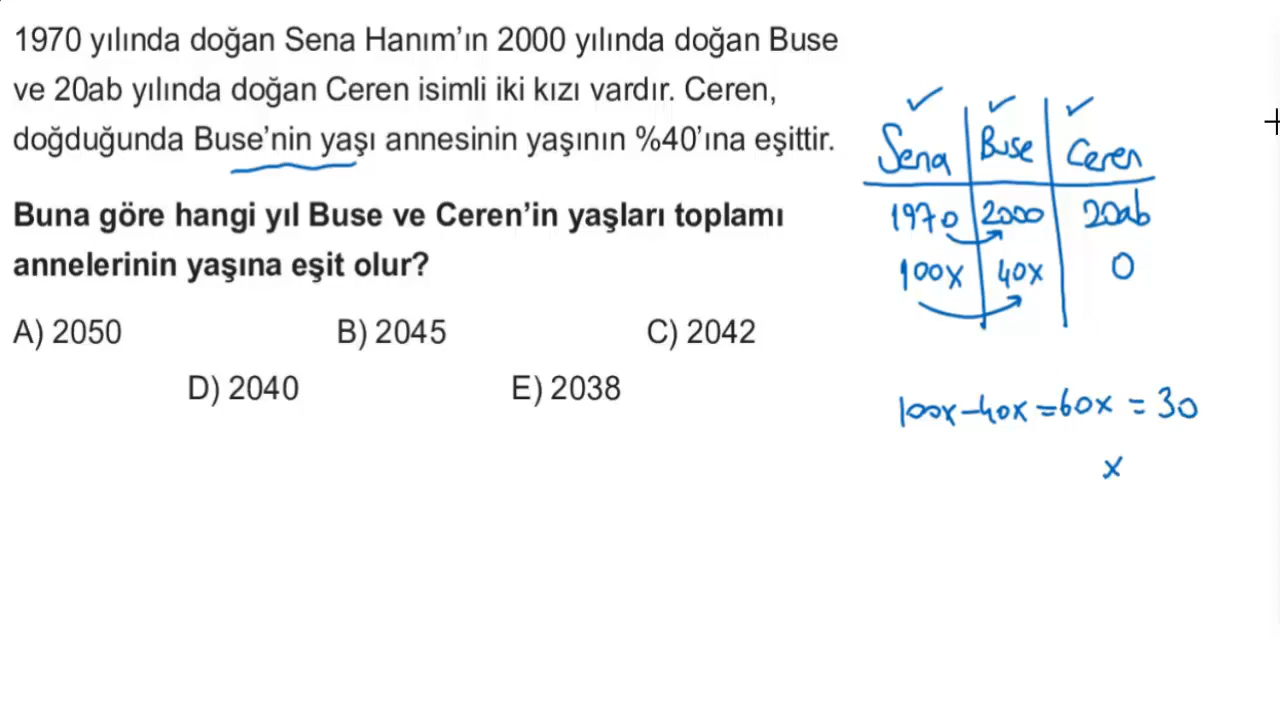 1970 yılında doğan Sena Hanım’ın 2000 yılında doğan Buse
ve 20ab yılında doğan Ceren isimli iki kızı vardır. Ceren,
doğduğunda Buse’nin yaşı annesinin yaşının %40’ına eşittir.
Buna göre hangi yıl Buse ve Ceren’in yaşları toplamı
annelerinin yaşına eşit olur?
A) 2050 B) 2045 C) 2042
D) 2040 E) 2038
Sena Buse Ceren
1970 2000 20ab
100x 40x 0
100x-40x=60x=30
x